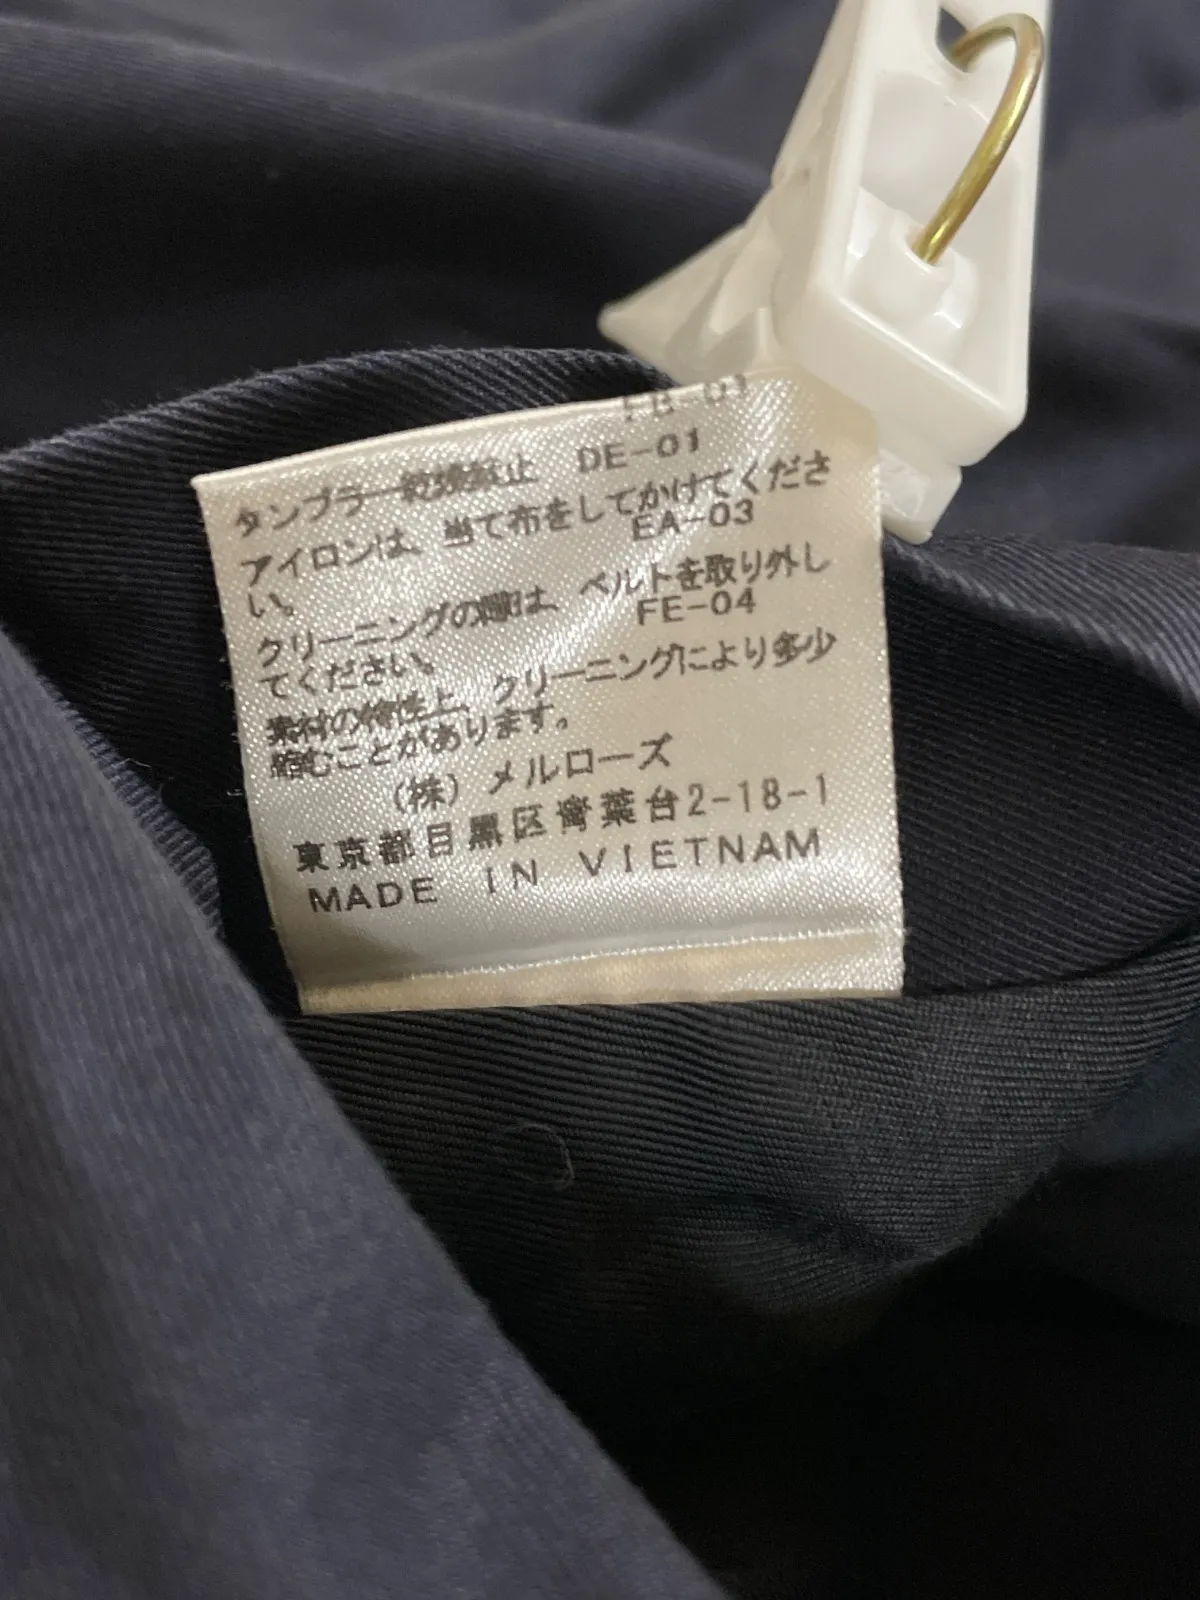 FB-01
タンブラー乾燥禁止 DE-01
アイロンは、当て布をしてかけてくださ
い。 EA-03
クリーニングの際は、ベルトを取り外し
てください。 FE-04
素材の特性上、クリーニングにより多少
縮むことがあります。
(株) メルローズ
東京都目黒区青葉台2-18-1
MADE IN VIETNAM